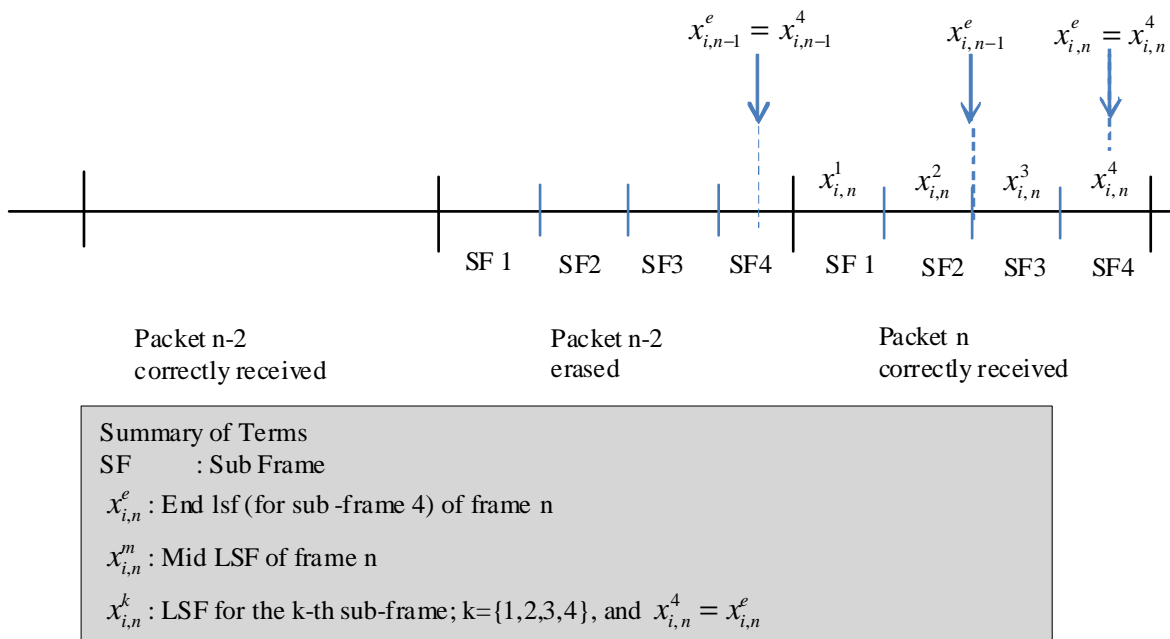 x^e_{i,n−1} = x^4_{i,n−1} x^e_{i,n−1} x^e_{i,n} = x^4_{i,n}
x^1_{i,n} x^2_{i,n} x^3_{i,n} x^4_{i,n}
SF 1 SF2 SF3 SF4 SF 1 SF2 SF3 SF4
Packet n-2
correctly received
Packet n-2
erased
Packet n
correctly received
Summary of Terms
SF : Sub Frame
x^e_{i,n} : End lsf (for sub -frame 4) of frame n
x^m_{i,n} : Mid LSF of frame n
x^k_{i,n} : LSF for the k-th sub-frame; k={1,2,3,4}, and x^4_{i,n} = x^e_{i,n}